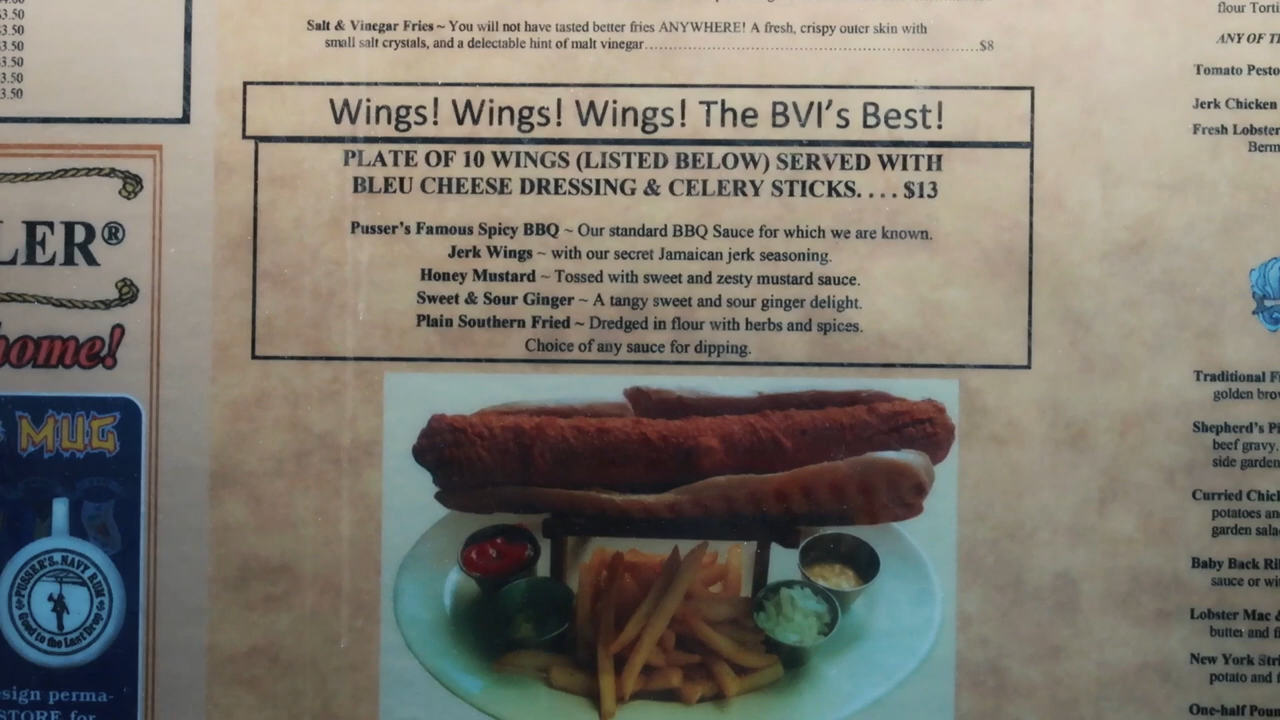 3.50
3.50
3.50
3.50
3.50
3.50
Salt & Vinegar Fries ~ You will not have tasted better fries ANYWHERE! A fresh, crispy outer skin with
small salt crystals, and a delectable hint of malt vinegar................................................................$8
Wings! Wings! Wings! The BVI's Best!
PLATE OF 10 WINGS (LISTED BELOW) SERVED WITH
BLEU CHEESE DRESSING & CELERY STICKS. . . . $13
Pusser's Famous Spicy BBQ ~ Our standard BBQ Sauce for which we are known.
Jerk Wings ~ with our secret Jamaican jerk seasoning.
Honey Mustard ~ Tossed with sweet and zesty mustard sauce.
Sweet & Sour Ginger ~ A tangy sweet and sour ginger delight.
Plain Southern Fried ~ Dredged in flour with herbs and spices.
Choice of any sauce for dipping.
LER®
home!
MUG
PUSSER'S NAVY RUM
Good to the Last Drop
esign perma-
STORE for
flour Torti
ANY OF T
Tomato Pesto
Jerk Chicken
Fresh Lobster
Berm
Traditional F
golden bro
Shepherd's Pi
beef gravy.
side garden
Curried Chic
potatoes an
garden sala
Baby Back Ri
sauce or wi
Lobster Mac &
butter and f
New York Stri
potato and f
One-half Poun